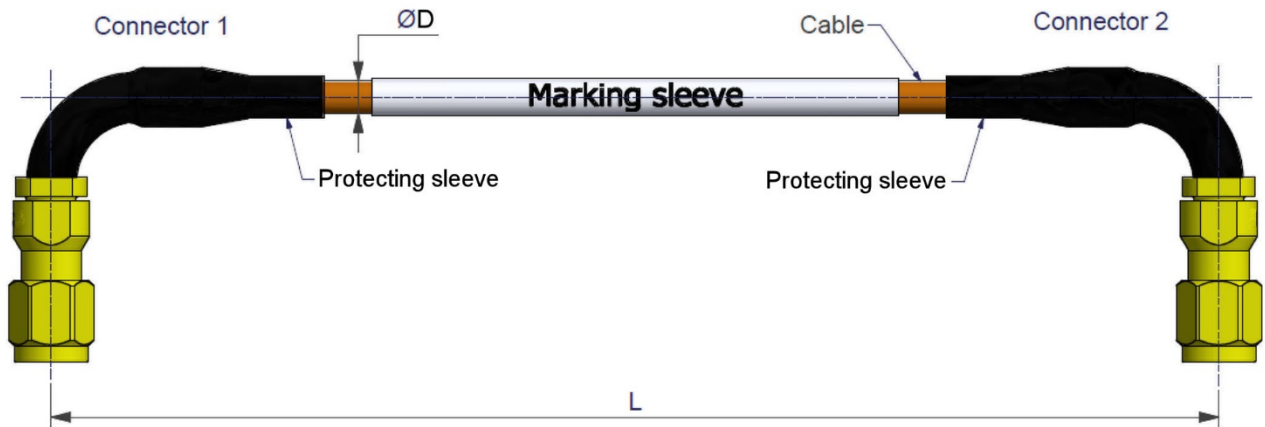 Connector 1
ØD
Cable
Connector 2
Marking sleeve
Protecting sleeve
Protecting sleeve
L